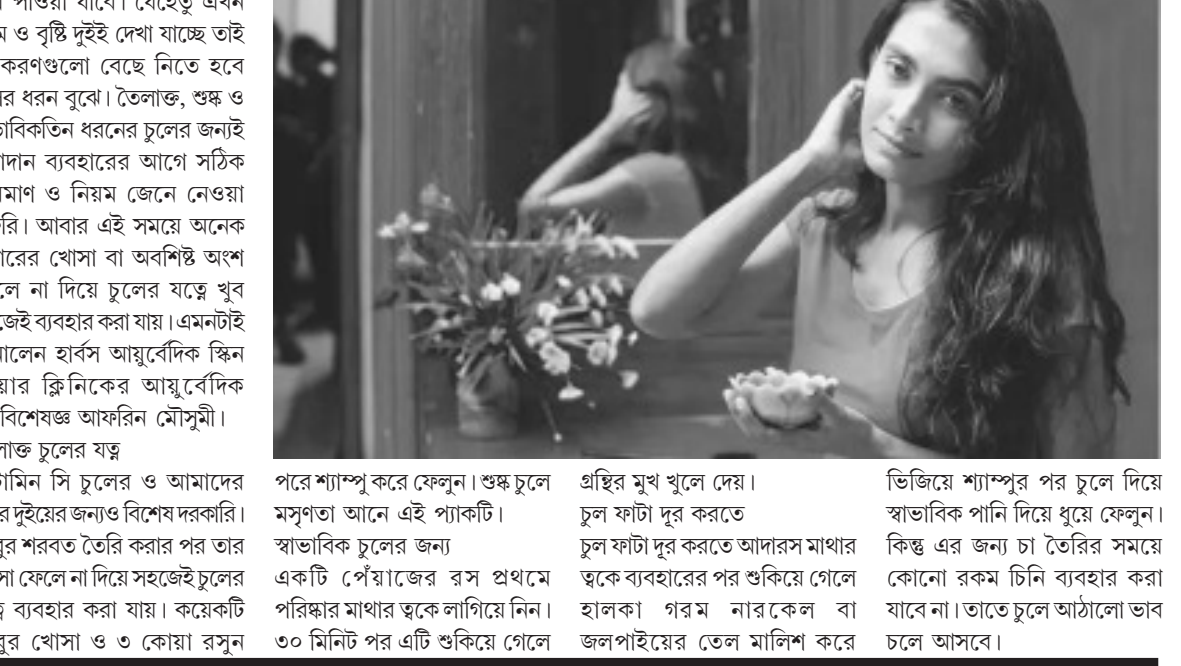 পাওয়া যাবে। যেহেতু এখন
ও বৃষ্টি দুইই দেখা যাচ্ছে তাই
করণগুলো বেছে নিতে হবে
ধরন বুঝে। তৈলাক্ত, শুষ্ক ও
ভাবিকতিন ধরনের চুলের জন্যই
ব্যবহারের আগে সঠিক
ও নিয়ম জেনে নেওয়া
আবার এই সময়ে অনেক
খোসা বা অবশিষ্ট অংশ
না দিয়ে চুলের যত্নে খুব
ব্যবহার করা যায়। এমনটাই
হার্বস আয়ুর্বেদিক স্কিন
ক্লিনিকের আয়ুর্বেদিক
বিশেষজ্ঞ আফরিন মৌসুমী।
লাক্ত চুলের যত্ন
টামিন সি চুলের ও আমাদের
দুইয়ের জন্যও বিশেষ দরকারি।
শরবত তৈরি করার পর তার
ফেলে না দিয়ে সহজেই চুলের
ব্যবহার করা যায়। কয়েকটি
খোসা ও ৩ কোয়া রসুন
পরে শ্যাম্পু করে ফেলুন। শুষ্ক চুলে
মসৃণতা আনে এই প্যাকটি।
স্বাভাবিক চুলের জন্য
একটি পেঁয়াজের রস প্রথমে
পরিষ্কার মাথার ত্বকে লাগিয়ে নিন।
৩০ মিনিট পর এটি শুকিয়ে গেলে
গ্রন্থির মুখ খুলে দেয়।
চুল ফাটা দূর করতে
চুল ফাটা দূর করতে আদারস মাথার
ত্বকে ব্যবহারের পর শুকিয়ে গেলে
হালকা গরম নারকেল বা
জলপাইয়ের তেল মালিশ করে
ভিজিয়ে শ্যাম্পুর পর চুলে দিয়ে
স্বাভাবিক পানি দিয়ে ধুয়ে ফেলুন।
কিন্তু এর জন্য চা তৈরির সময়ে
কোনো রকম চিনি ব্যবহার করা
যাবে না। তাতে চুলে আঠালো ভাব
চলে আসবে।